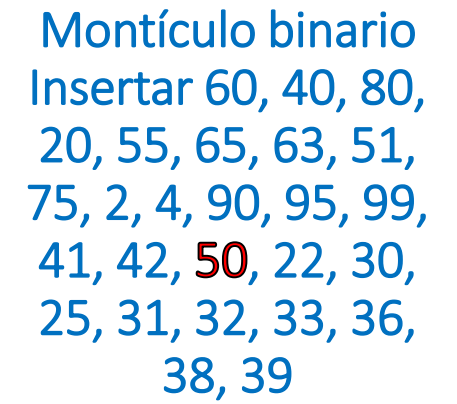 Montículo binario
Insertar 60, 40, 80,
20, 55, 65, 63, 51,
75, 2, 4, 90, 95, 99,
41, 42, 50, 22, 30,
25, 31, 32, 33, 36,
38, 39